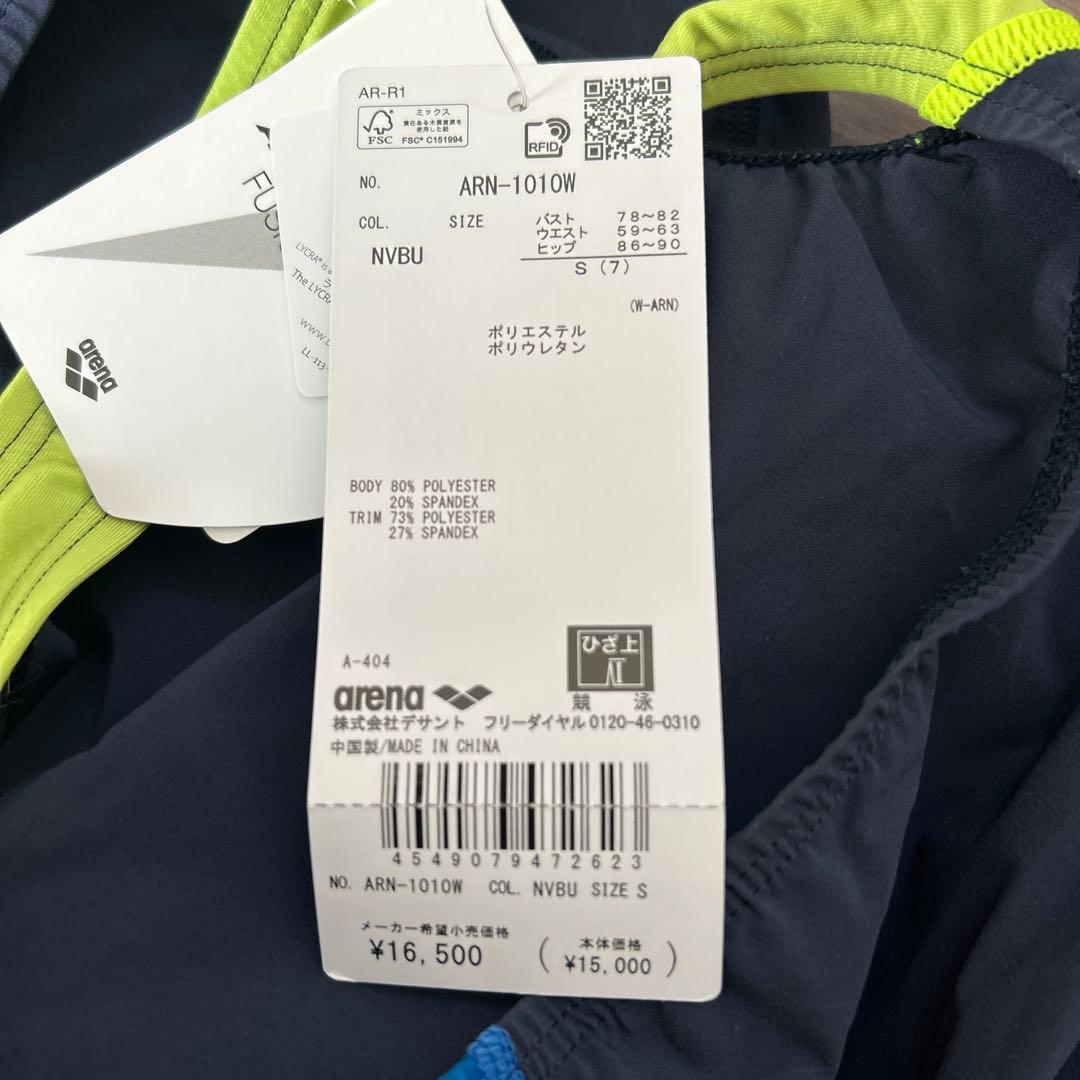 AR-R1
FSC
ミックス
責任ある木質資源を
使用した紙
FSC® C151994
RFID
NO. ARN-1010W
COL. SIZE
バスト 78~82
ウエスト 59~63
ヒップ 86~90
NVBU
S (7)
(W-ARN)
ポリエステル
ポリウレタン
BODY 80% POLYESTER
20% SPANDEX
TRIM 73% POLYESTER
27% SPANDEX
A-404
ひざ上
競 泳
arena
株式会社デサント フリーダイヤル 0120-46-0310
中国製/MADE IN CHINA
4549079472623
NO. ARN-1010W COL. NVBU SIZE S
メーカー希望小売価格
¥16,500
(本体価格
¥15,000)
arena
LYCRA® is a
The LYCRA
www.L
LL-113-